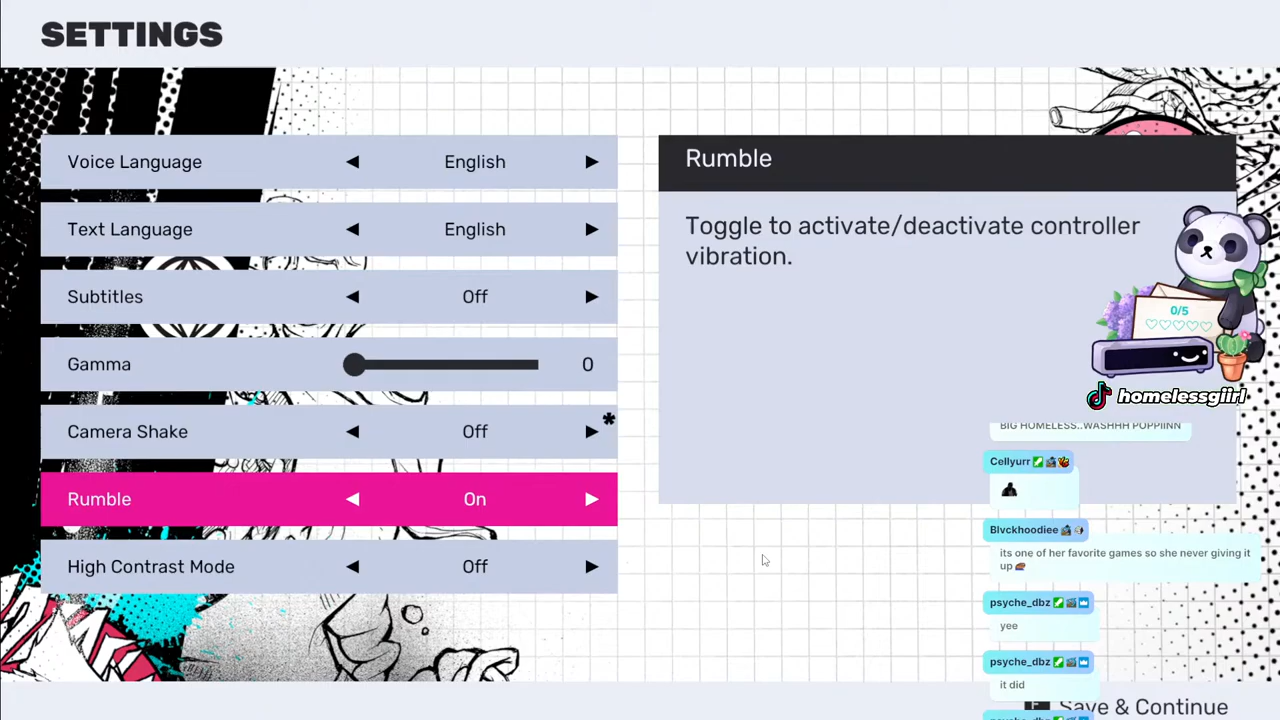 SETTINGS
Voice Language English
Text Language English
Subtitles Off
Gamma 0
Camera Shake Off *
Rumble On
High Contrast Mode Off
Rumble
Toggle to activate/deactivate controller
vibration.
0/5
homelessgiirl
BIG HOMELESS..WASHHH POPPIINN
Cellyurr
Blvckhoodiee
its one of her favorite games so she never giving it
up
psyche_dbz
yee
psyche_dbz
it did
Save & Continue